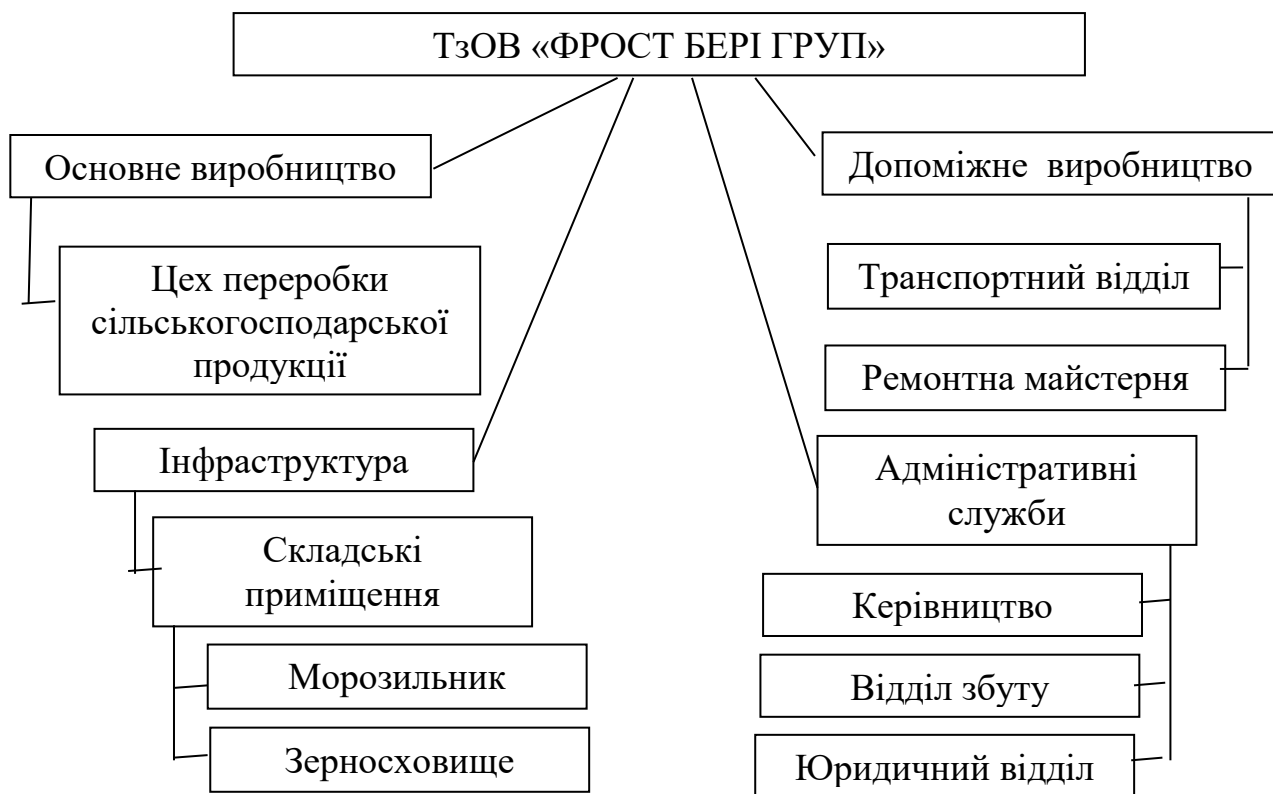 ТзОВ «ФРОСТ БЕРІ ГРУП»
Основне виробництво
Цех переробки
сільськогосподарської
продукції
Інфраструктура
Складські
приміщення
Морозильник
Зерносховище
Допоміжне виробництво
Транспортний відділ
Ремонтна майстерня
Адміністративні
служби
Керівництво
Відділ збуту
Юридичний відділ